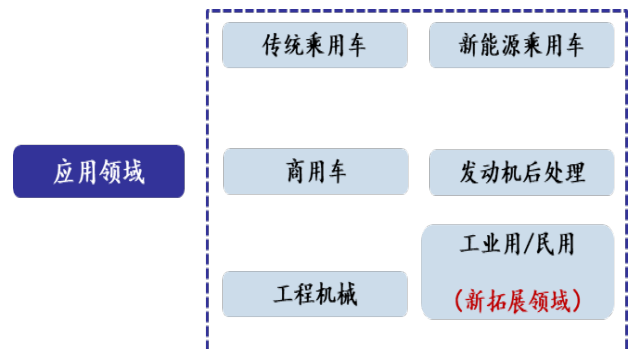 传统乘用车
新能源乘用车
应用领域
商用车
发动机后处理
工程机械
工业用/民用
(新拓展领域)